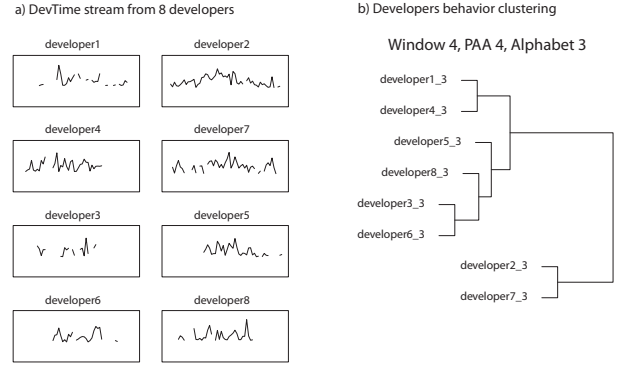 a) DevTime stream from 8 developers
developer1
developer2
developer4
developer7
developer3
developer5
developer6
developer8
b) Developers behavior clustering
Window 4, PAA 4, Alphabet 3
developer1_3
developer4_3
developer5_3
developer8_3
developer3_3
developer6_3
developer2_3
developer7_3